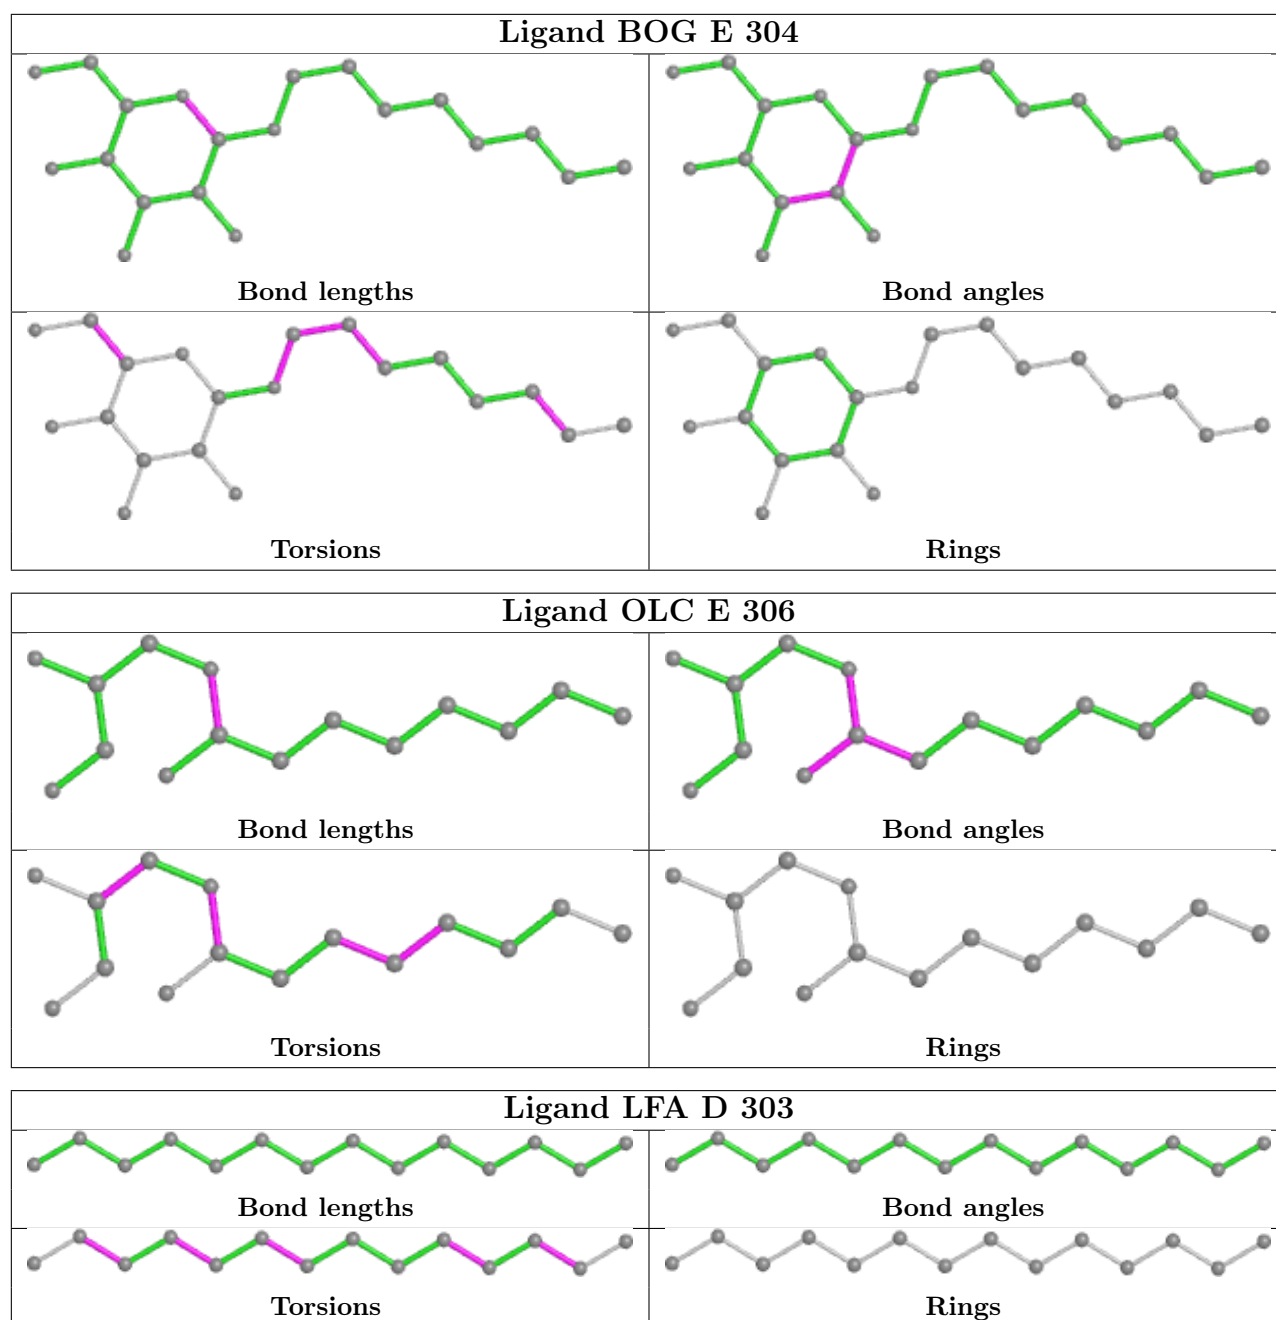 Ligand BOG E 304
Bond lengths
Bond angles
Torsions
Rings
Ligand OLC E 306
Bond lengths
Bond angles
Torsions
Rings
Ligand LFA D 303
Bond lengths
Bond angles
Torsions
Rings